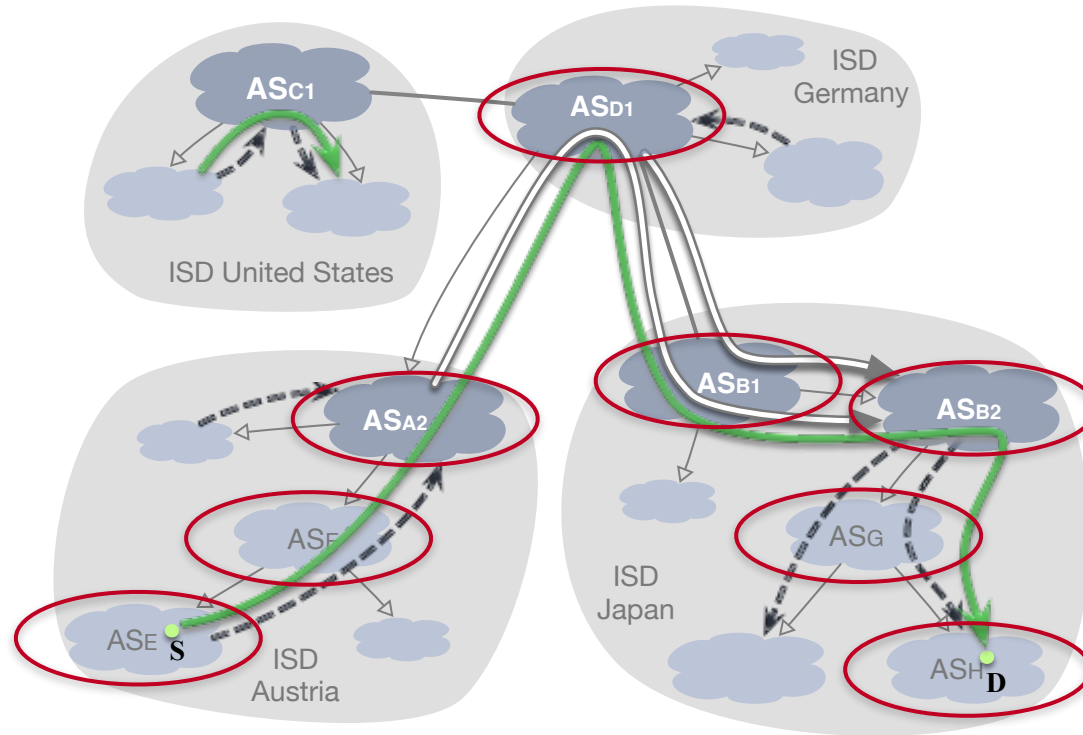 ASC1
ISD United States
ASD1
ISD
Germany
ASA2
ASF
ASE
S
ISD
Austria
ASB1
ASB2
ASG
ISD
Japan
ASH
D